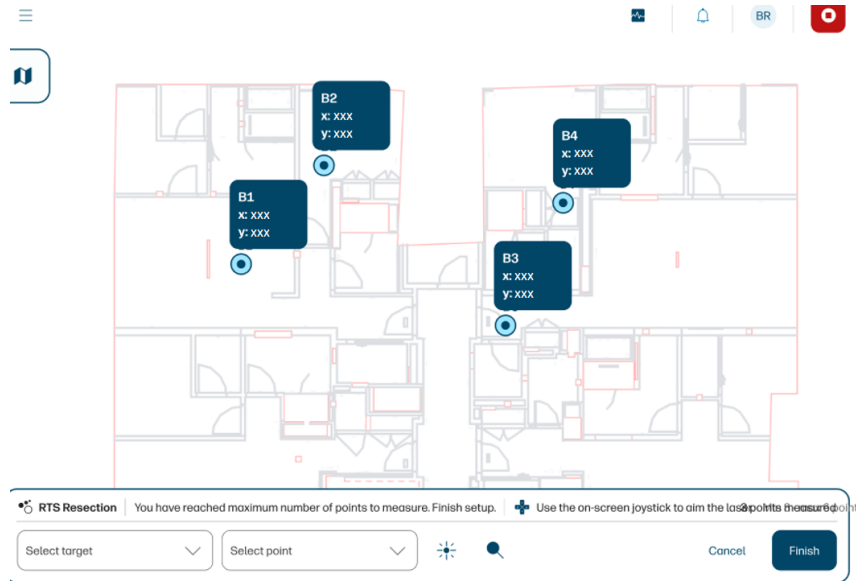 BR
B2
x: xxx
y: xxx
B4
x: xxx
y: xxx
B1
x: xxx
y: xxx
B3
x: xxx
y: xxx
RTS Resection You have reached maximum number of points to measure. Finish setup. Use the on-screen joystick to aim the points measured
Select target Select point Cancel Finish